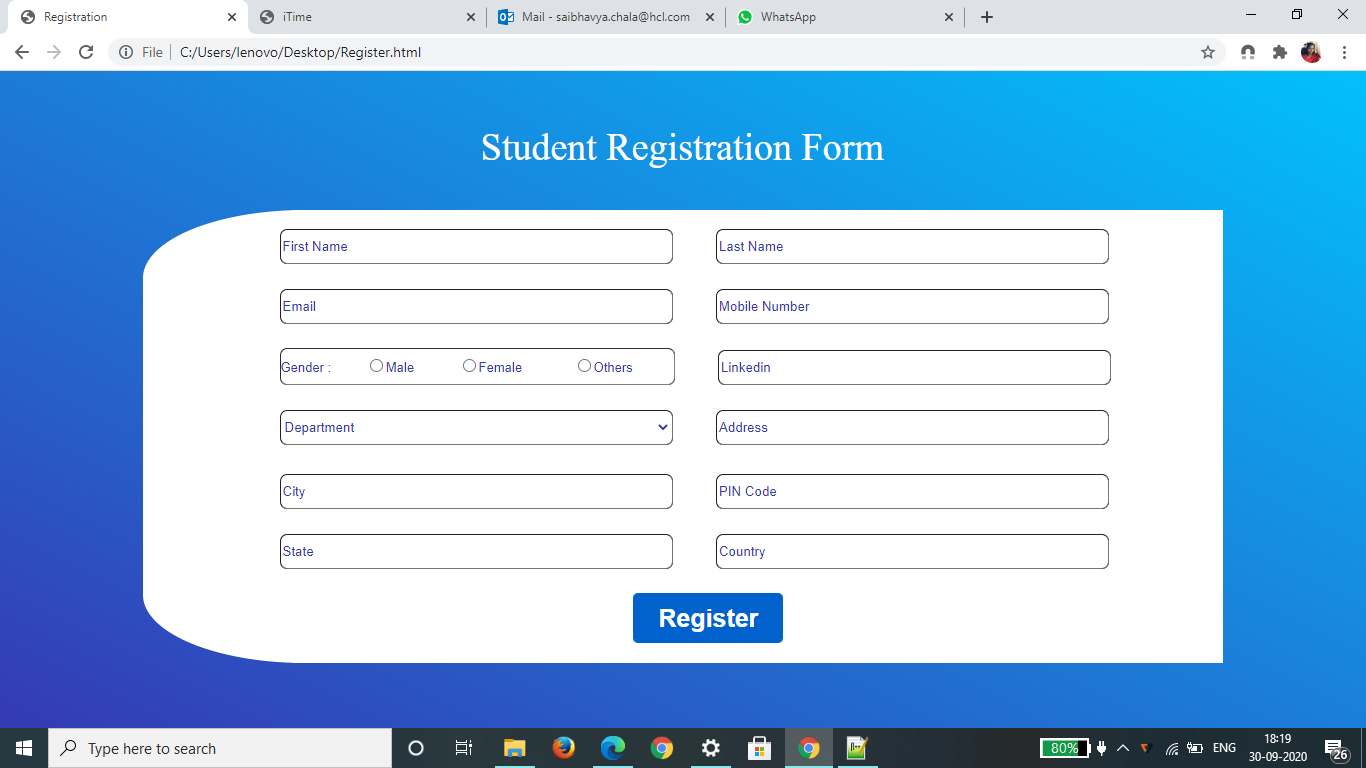 Registration
iTime
Mail - saibhavya.chala@hcl.com
WhatsApp
File
C:/Users/lenovo/Desktop/Register.html
Student Registration Form
First Name
Last Name
Email
Mobile Number
Gender :
Male
Female
Others
Linkedin
Department
Address
City
PIN Code
State
Country
Register
Type here to search
80%
ENG
18:19
30-09-2020
26